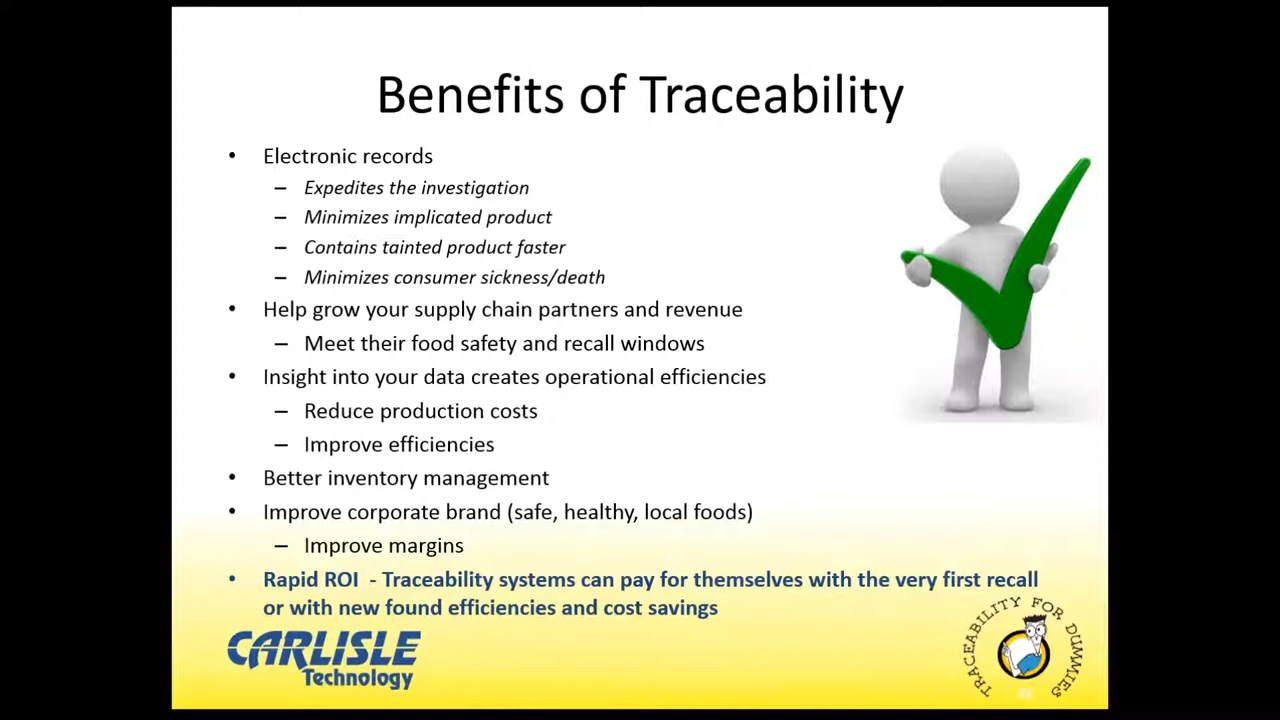 Benefits of Traceability
• Electronic records
– Expedites the investigation
– Minimizes implicated product
– Contains tainted product faster
– Minimizes consumer sickness/death
• Help grow your supply chain partners and revenue
– Meet their food safety and recall windows
• Insight into your data creates operational efficiencies
– Reduce production costs
– Improve efficiencies
• Better inventory management
• Improve corporate brand (safe, healthy, local foods)
– Improve margins
• Rapid ROI - Traceability systems can pay for themselves with the very first recall
or with new found efficiencies and cost savings
CARLISLE
Technology
TRACEABILITY FOR DUMMIES